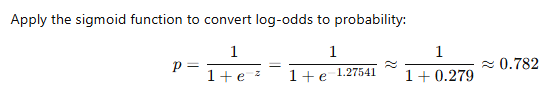 Apply the sigmoid function to convert log-odds to probability:
p = 1 / (1 + e^{-z}) = 1 / (1 + e^{-1.27541}) ≈ 1 / (1 + 0.279) ≈ 0.782